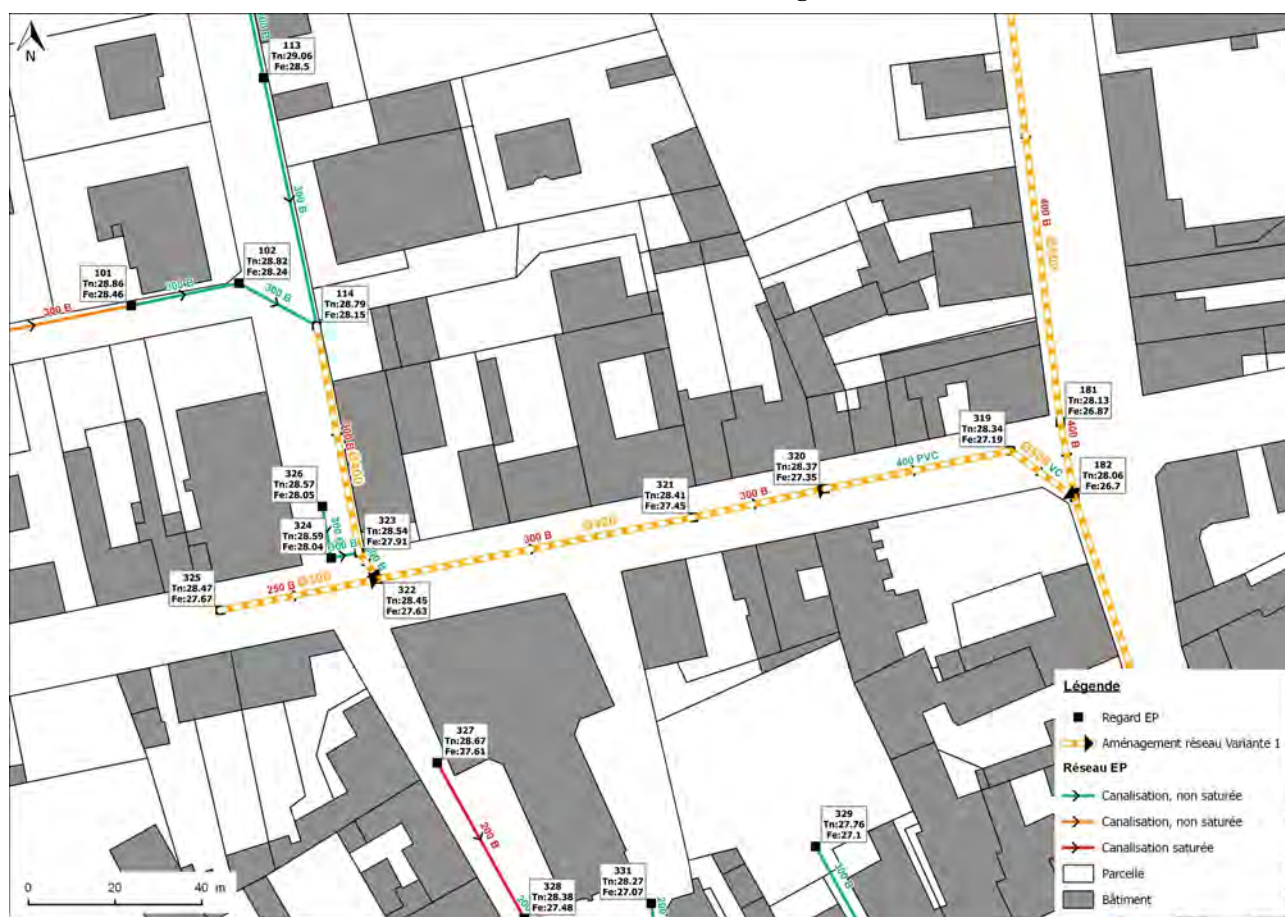 N
113
Tn:29.06
Fe:28.5
300 B
400 B
102
Tn:28.82
Fe:28.24
101
Tn:28.86
Fe:28.46
300 B
300 B
300 B
114
Tn:28.79
Fe:28.15
300 B
181
Tn:28.13
Fe:26.87
400 B
319
Tn:28.34
Fe:27.19
182
Tn:28.06
Fe:26.7
320
Tn:28.37
Fe:27.35
400 PVC
321
Tn:28.41
Fe:27.45
300 B
326
Tn:28.57
Fe:28.05
324
Tn:28.59
Fe:28.04
300 B
323
Tn:28.54
Fe:27.91
300 B
325
Tn:28.47
Fe:27.67
250 B
322
Tn:28.45
Fe:27.63
327
Tn:28.67
Fe:27.61
200 B
329
Tn:27.76
Fe:27.1
300 B
328
Tn:28.38
Fe:27.48
331
Tn:28.27
Fe:27.07
0 20 40 m
Légende
Regard EP
Aménagement réseau Variante 1
Réseau EP
Canalisation, non saturée
Canalisation, non saturée
Canalisation saturée
Parcelle
Bâtiment